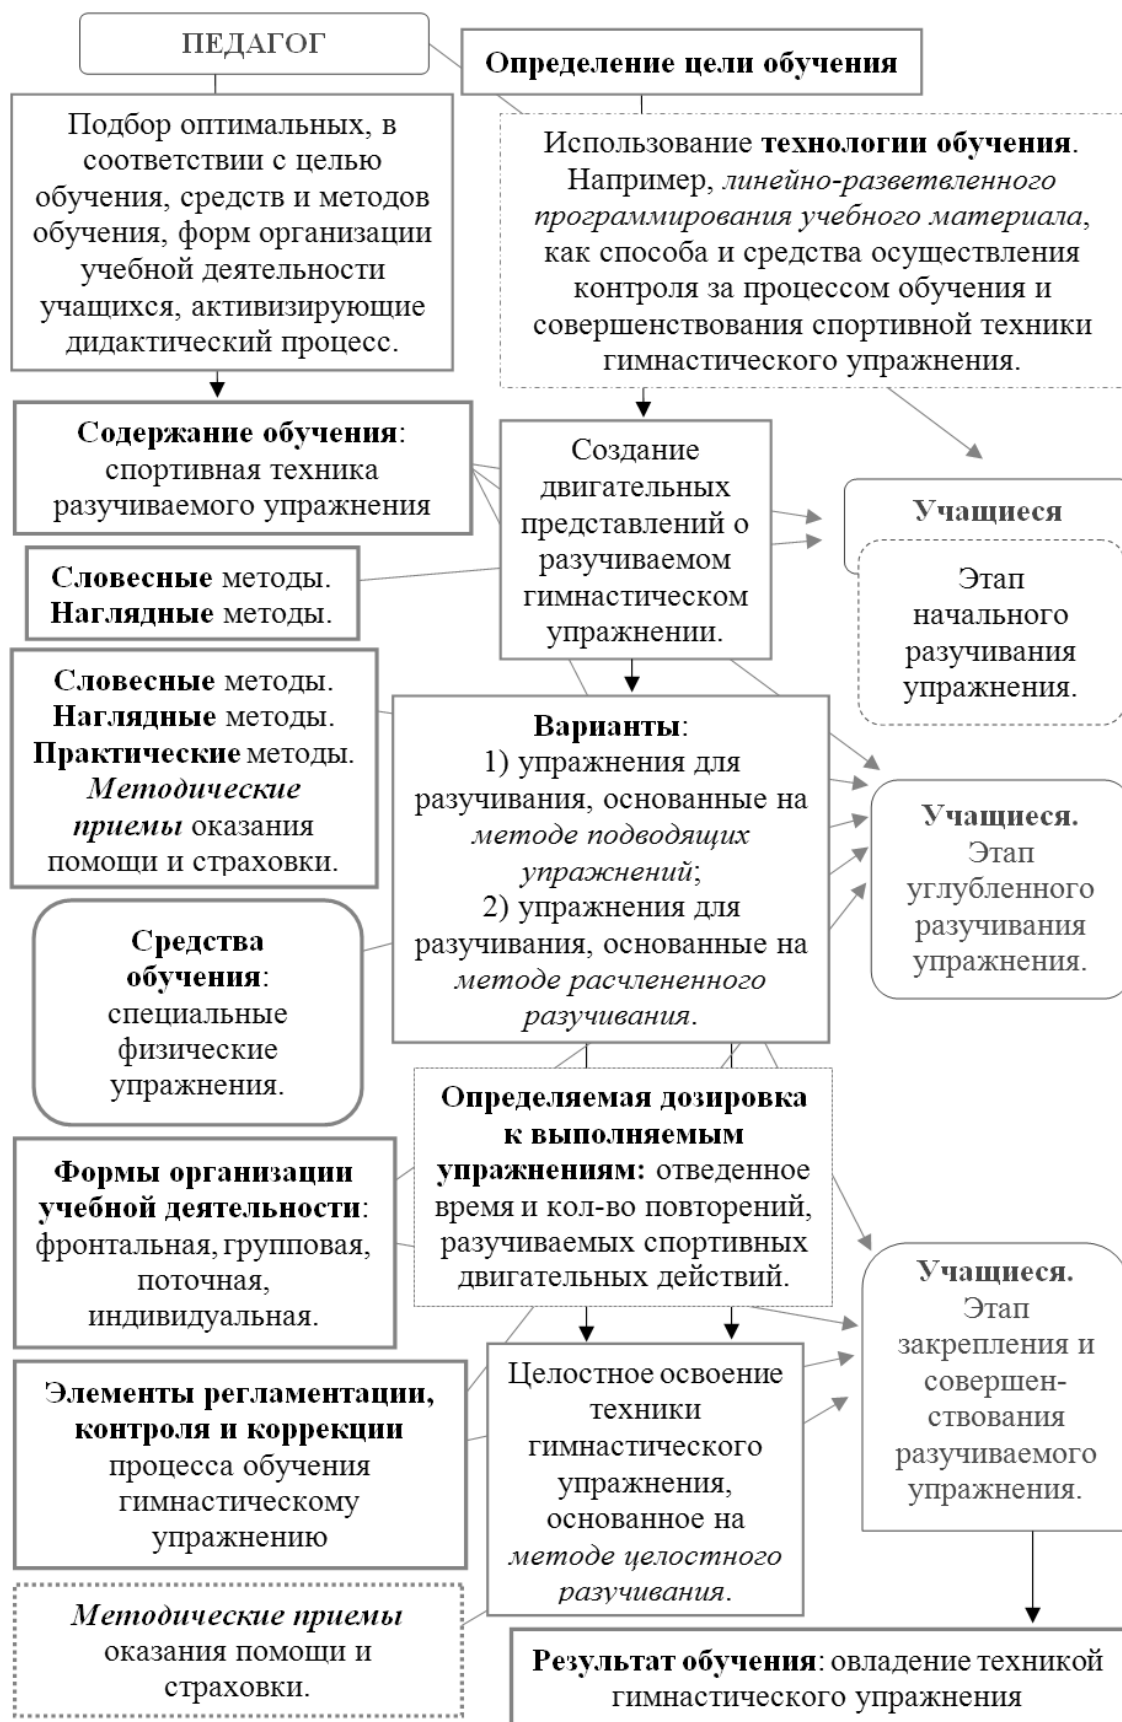 ПЕДАГОГ
Определение цели обучения
Подбор оптимальных, в
соответствии с целью
обучения, средств и методов
обучения, форм организации
учебной деятельности
учащихся, активизирующие
дидактический процесс.
Использование технологии обучения.
Например, линейно-разветвленного
программирования учебного материала,
как способа и средства осуществления
контроля за процессом обучения и
совершенствования спортивной техники
гимнастического упражнения.
Содержание обучения:
спортивная техника
разучиваемого упражнения
Создание
двигательных
представлений о
разучиваемом
гимнастическом
упражнении.
Учащиеся
Этап
начального
разучивания
упражнения.
Словесные методы.
Наглядные методы.
Словесные методы.
Наглядные методы.
Практические методы.
Методические
приемы оказания
помощи и страховки.
Варианты:
1) упражнения для
разучивания, основанные на
методе подводящих
упражнений;
2) упражнения для
разучивания, основанные на
методе расчлененного
разучивания.
Учащиеся.
Этап
углубленного
разучивания
упражнения.
Средства
обучения:
специальные
физические
упражнения.
Определяемая дозировка
к выполняемым
упражнениям: отведенное
время и кол-во повторений,
разучиваемых спортивных
двигательных действий.
Формы организации
учебной деятельности:
фронтальная, групповая,
поточная,
индивидуальная.
Учащиеся.
Этап
закрепления и
совершен-
ствования
разучиваемого
упражнения.
Элементы регламентации,
контроля и коррекции
процесса обучения
гимнастическому
упражнению
Целостное освоение
техники
гимнастического
упражнения,
основанное на
методе целостного
разучивания.
Методические приемы
оказания помощи и
страховки.
Результат обучения: овладение техникой
гимнастического упражнения